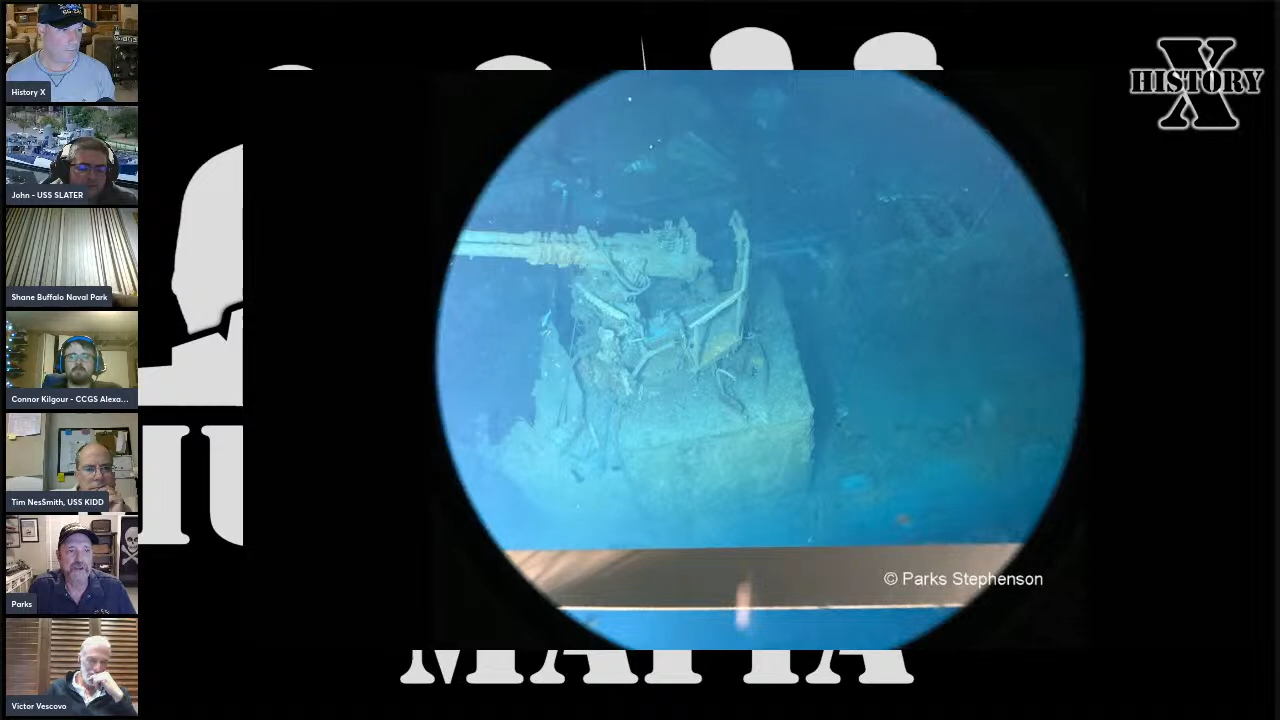 History X
John - USS SLATER
Shane Buffalo Naval Park
Connor Kilgour - CCGS Alexa...
Tim NesSmith, USS KIDD
Parks
Victor Vescovo
X
HISTORY
© Parks Stephenson
MAFIA